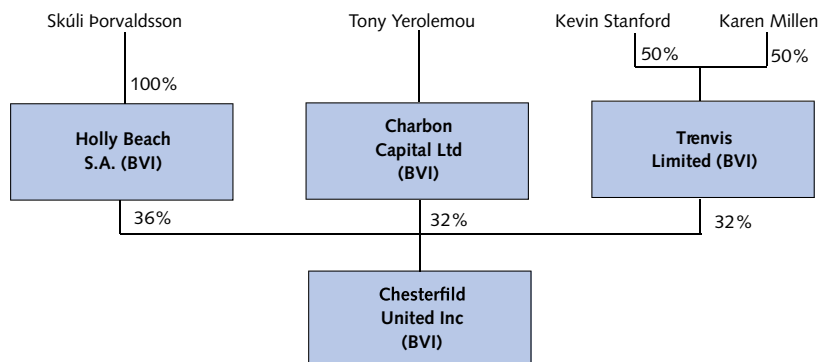 Skúli Þorvaldsson
Tony Yerolemou
Kevin Stanford
Karen Millen
100%
50%
50%
Holly Beach
S.A. (BVI)
Charbon
Capital Ltd
(BVI)
Trenvis
Limited (BVI)
36%
32%
32%
Chesterfild
United Inc
(BVI)